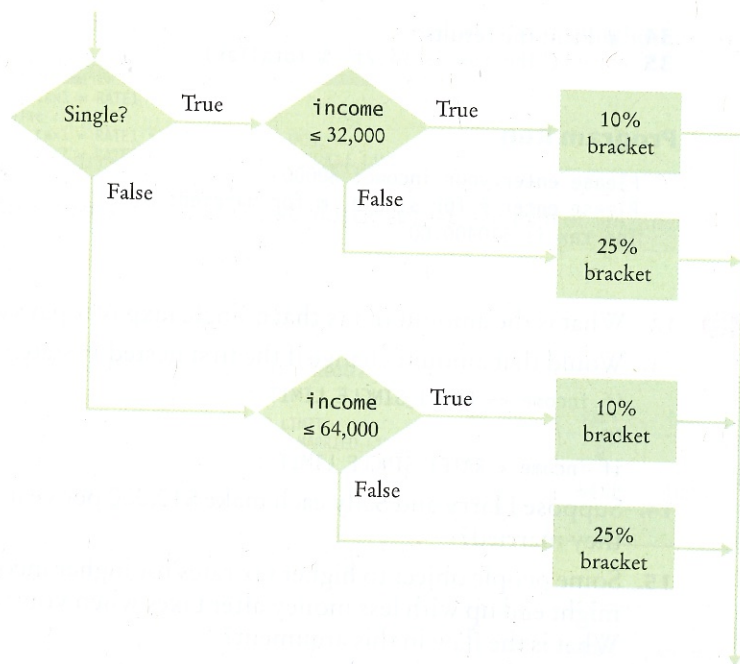 Single?
True
income
≤ 32,000
True
10%
bracket
False
False
25%
bracket
income
≤ 64,000
True
10%
bracket
False
25%
bracket